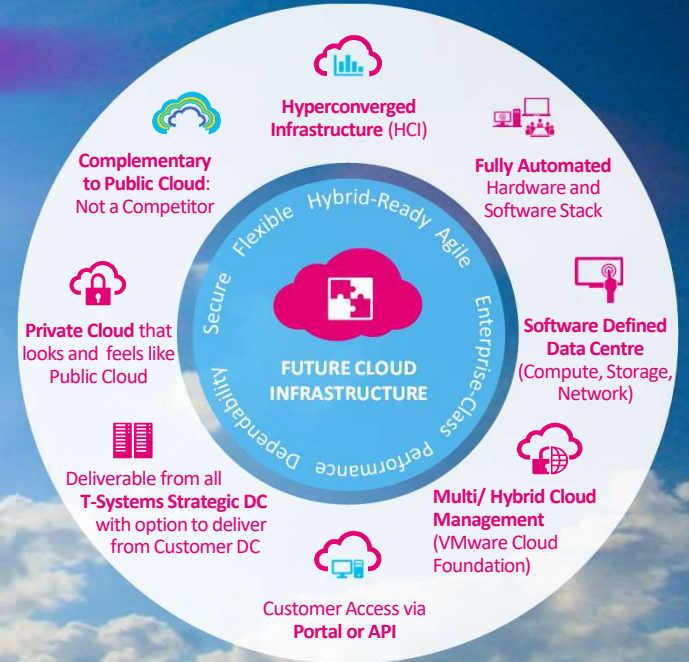 Hyperconverged
Infrastructure (HCI)
Fully Automated
Hardware and
Software Stack
Software Defined
Data Centre
(Compute, Storage,
Network)
Multi/ Hybrid Cloud
Management
(VMware Cloud
Foundation)
Customer Access via
Portal or API
Deliverable from all
T-Systems Strategic DC
with option to deliver
from Customer DC
Private Cloud that
looks and feels like
Public Cloud
Complementary
to Public Cloud:
Not a Competitor
Secure Flexible Hybrid-Ready Agile Enterprise-Class Performance Dependability
FUTURE CLOUD
INFRASTRUCTURE